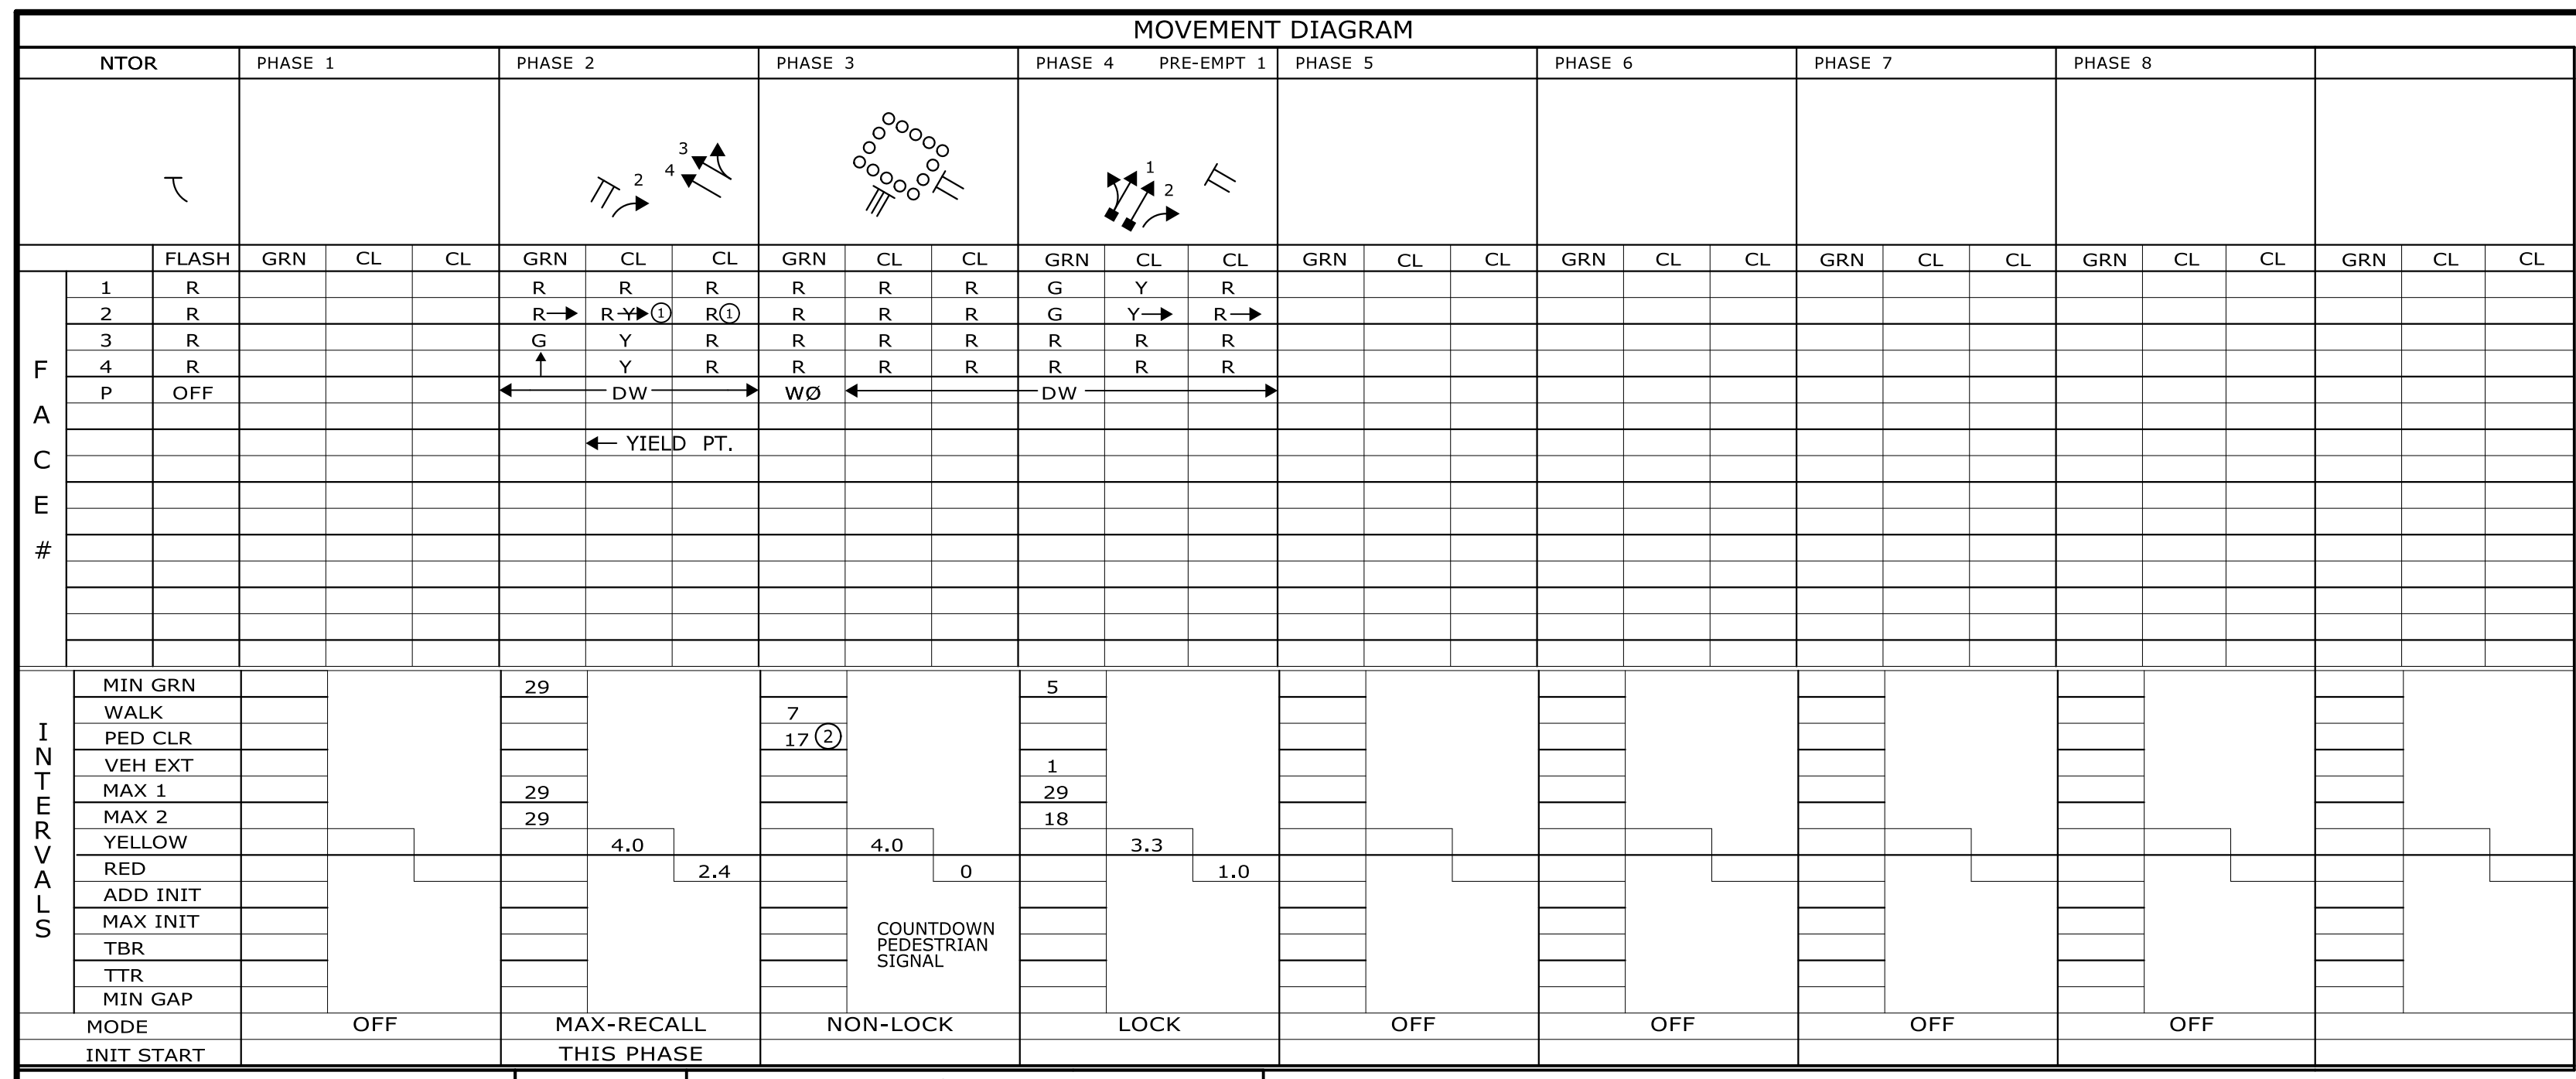 MOVEMENT DIAGRAM
NTOR PHASE 1 PHASE 2 PHASE 3 PHASE 4 PRE-EMPT 1 PHASE 5 PHASE 6 PHASE 7 PHASE 8
3
4
2
1
2
FLASH GRN CL CL GRN CL CL GRN CL CL GRN CL CL GRN CL CL GRN CL CL GRN CL CL GRN CL CL GRN CL CL
FACE #
1 R R R R R R R G Y R
2 R R→ R Y→ ① R① R R R G Y→ R→
3 R G Y R R R R R R R
4 R ↑ Y R R R R R R R
P OFF ← DW → WØ ← DW →
← YIELD PT.
INTERVALS
MIN GRN 29 5
WALK 7
PED CLR 17 ②
VEH EXT 1
MAX 1 29 29
MAX 2 29 18
YELLOW 4.0 4.0 3.3
RED 2.4 0 1.0
ADD INIT
MAX INIT
COUNTDOWN
PEDESTRIAN
SIGNAL
TBR
TTR
MIN GAP
MODE OFF MAX-RECALL NON-LOCK LOCK OFF OFF OFF OFF
INIT START THIS PHASE